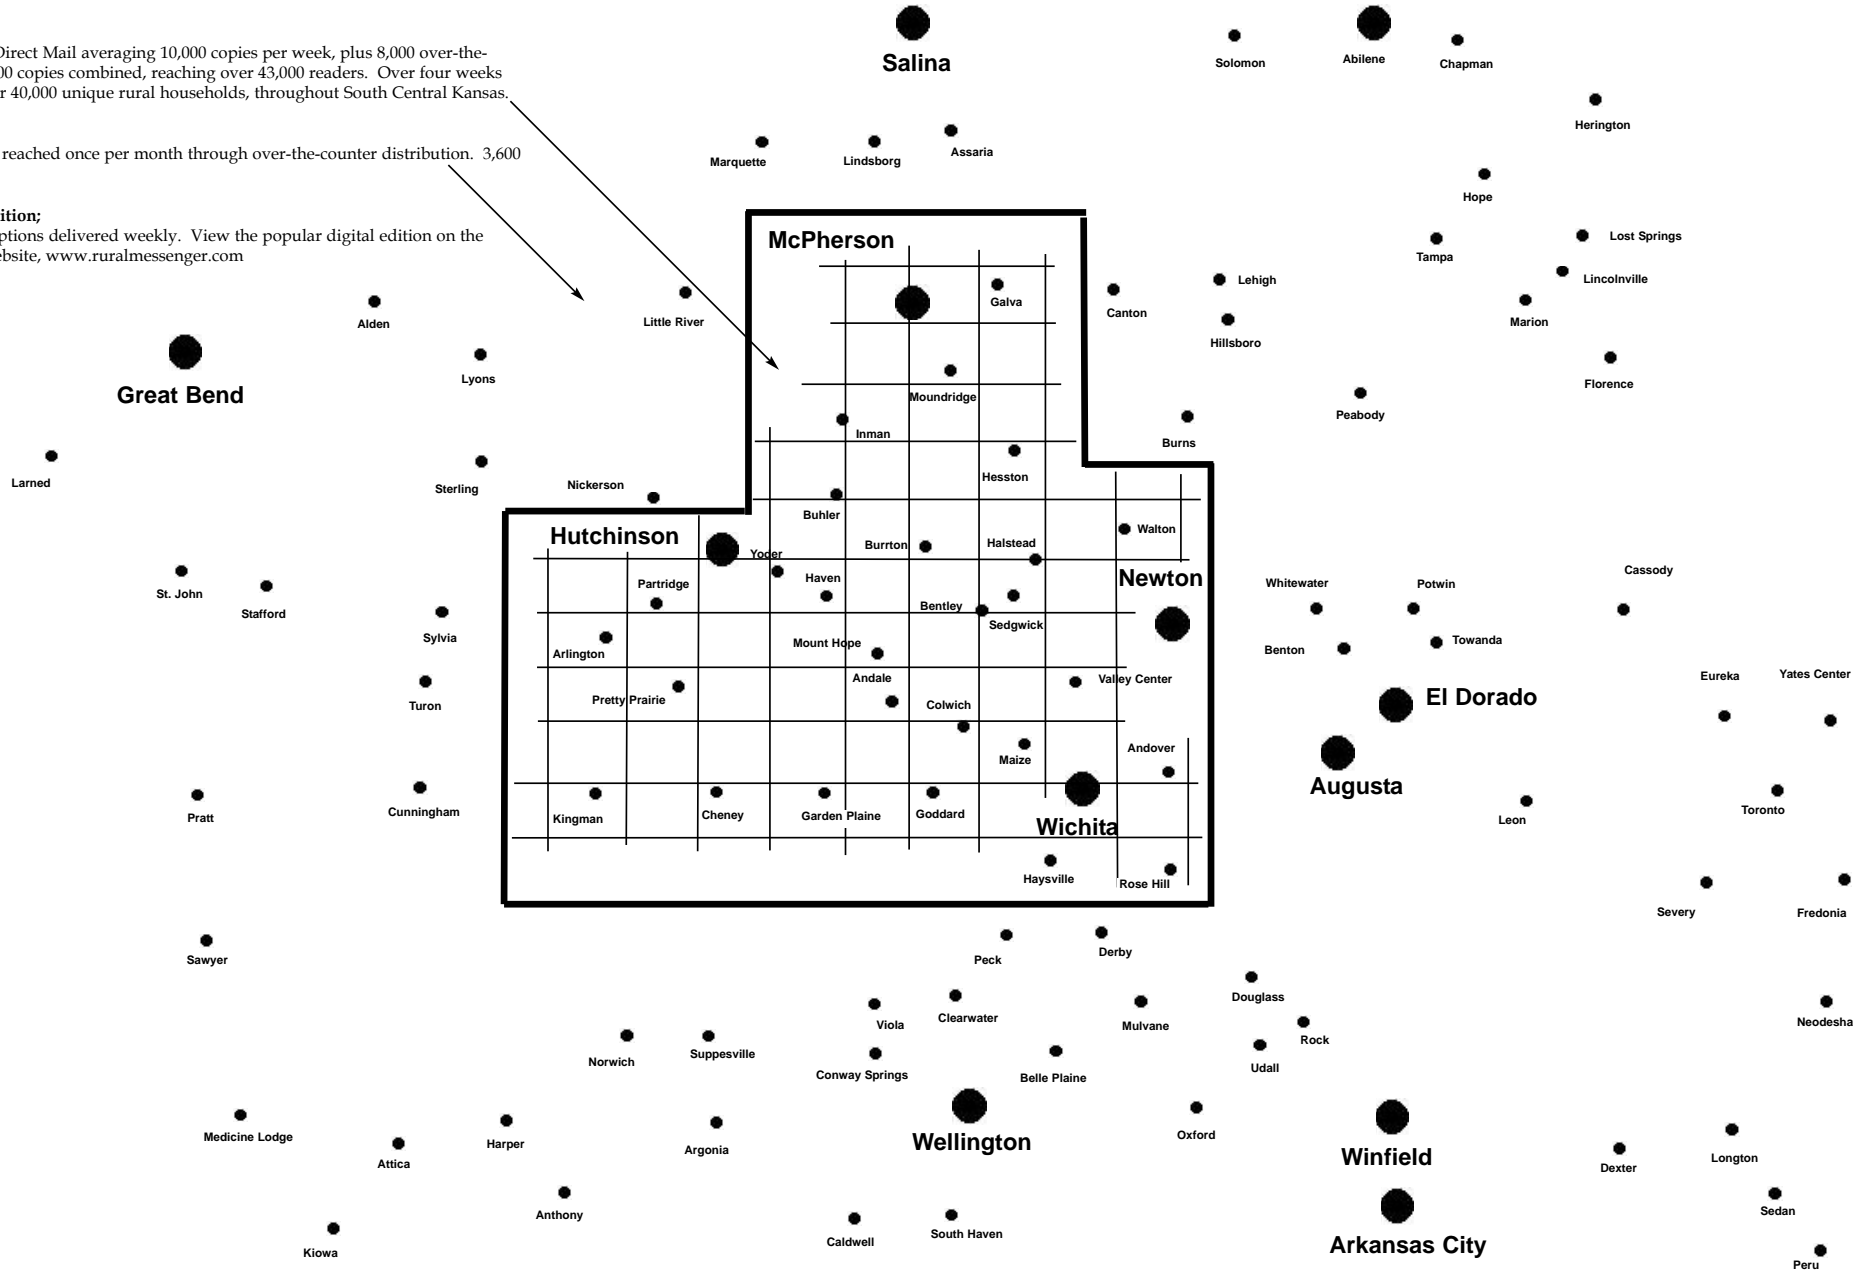 Direct Mail averaging 10,000 copies per week, plus 8,000 over-the-
00 copies combined, reaching over 43,000 readers.  Over four weeks
r 40,000 unique rural households, throughout South Central Kansas.
reached once per month through over-the-counter distribution.  3,600
ition;
ptions delivered weekly.  View the popular digital edition on the
ebsite, www.ruralmessenger.com
Salina
Solomon
Abilene
Chapman
Herington
Marquette
Lindsborg
Assaria
Hope
Lost Springs
Tampa
McPherson
Lehigh
Lincolnville
Galva
Canton
Marion
Alden
Little River
Hillsboro
Great Bend
Lyons
Florence
Moundridge
Peabody
Inman
Burns
Larned
Sterling
Nickerson
Hesston
Buhler
Walton
Hutchinson
Yoder
Burrton
Halstead
Newton
Partridge
Haven
Whitewater
Potwin
Cassody
St. John
Stafford
Bentley
Sedgwick
Sylvia
Arlington
Mount Hope
Benton
Towanda
Andale
Valley Center
Eureka
Yates Center
Turon
Pretty Prairie
Colwich
El Dorado
Andover
Maize
Augusta
Pratt
Cunningham
Kingman
Cheney
Garden Plaine
Goddard
Wichita
Leon
Toronto
Haysville
Rose Hill
Severy
Fredonia
Sawyer
Peck
Derby
Douglass
Viola
Clearwater
Mulvane
Rock
Neodesha
Norwich
Suppesville
Conway Springs
Belle Plaine
Udall
Medicine Lodge
Attica
Harper
Argonia
Wellington
Oxford
Winfield
Dexter
Longton
Anthony
Sedan
Kiowa
Caldwell
South Haven
Arkansas City
Peru